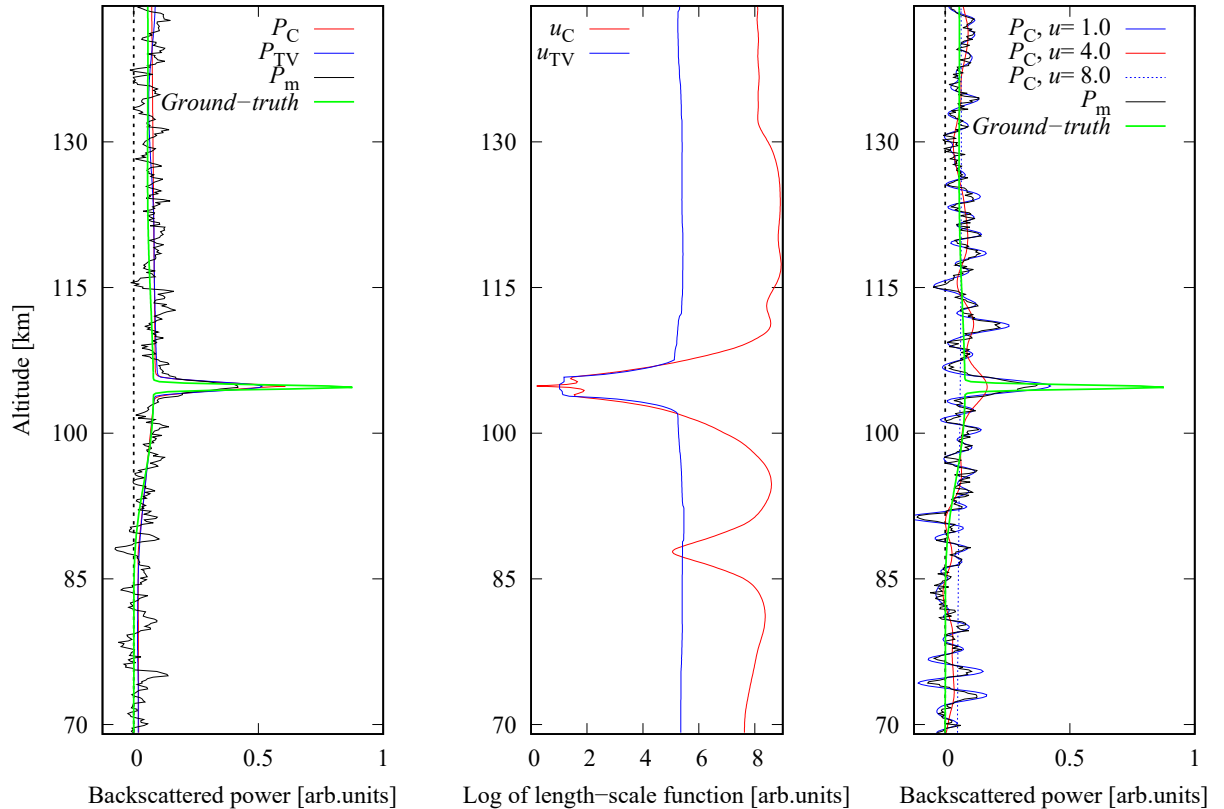 P_C
P_TV
P_m
Ground−truth
130
115
100
85
70
Altitude [km]
0 0.5 1
Backscattered power [arb.units]
u_C
u_TV
130
115
100
85
70
0 2 4 6 8
Log of length−scale function [arb.units]
P_C, u= 1.0
P_C, u= 4.0
P_C, u= 8.0
P_m
Ground−truth
130
115
100
85
70
0 0.5 1
Backscattered power [arb.units]